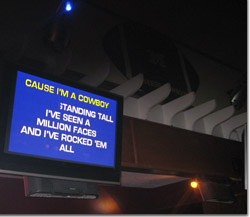 CAUSE I'M A COWBOY
STANDING TALL
I'VE SEEN A
MILLION FACES
AND I'VE ROCKED 'EM
ALL